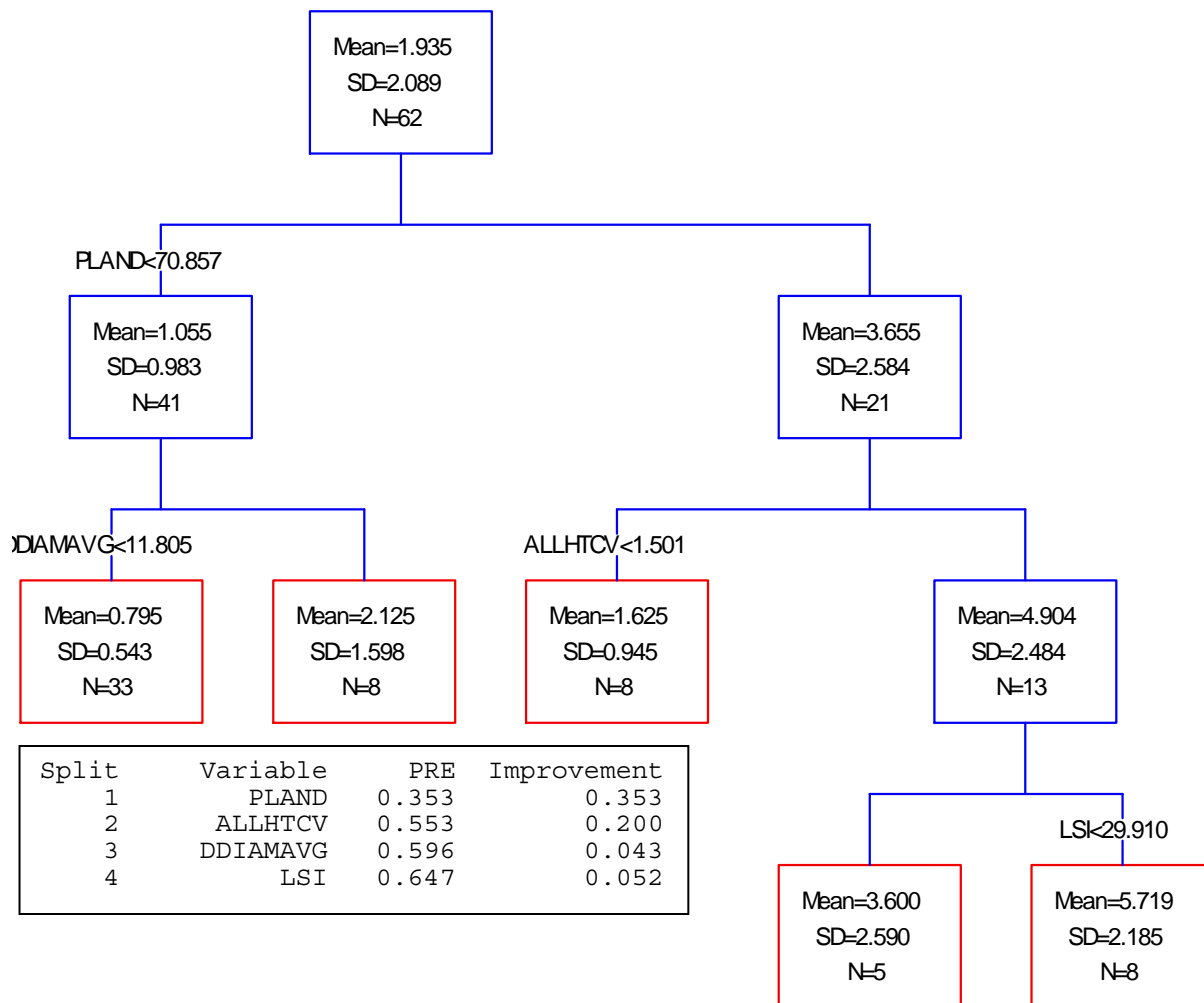 Mean=1.935
SD=2.089
N=62
PLAND<70.857
Mean=1.055
SD=0.983
N=41
Mean=3.655
SD=2.584
N=21
DDIAMAVG<11.805
ALLHTCV<1.501
Mean=0.795
SD=0.543
N=33
Mean=2.125
SD=1.598
N=8
Mean=1.625
SD=0.945
N=8
Mean=4.904
SD=2.484
N=13
Split Variable PRE Improvement
1 PLAND 0.353 0.353
2 ALLHTCV 0.553 0.200
3 DDIAMAVG 0.596 0.043
4 LSI 0.647 0.052
LSI<29.910
Mean=3.600
SD=2.590
N=5
Mean=5.719
SD=2.185
N=8